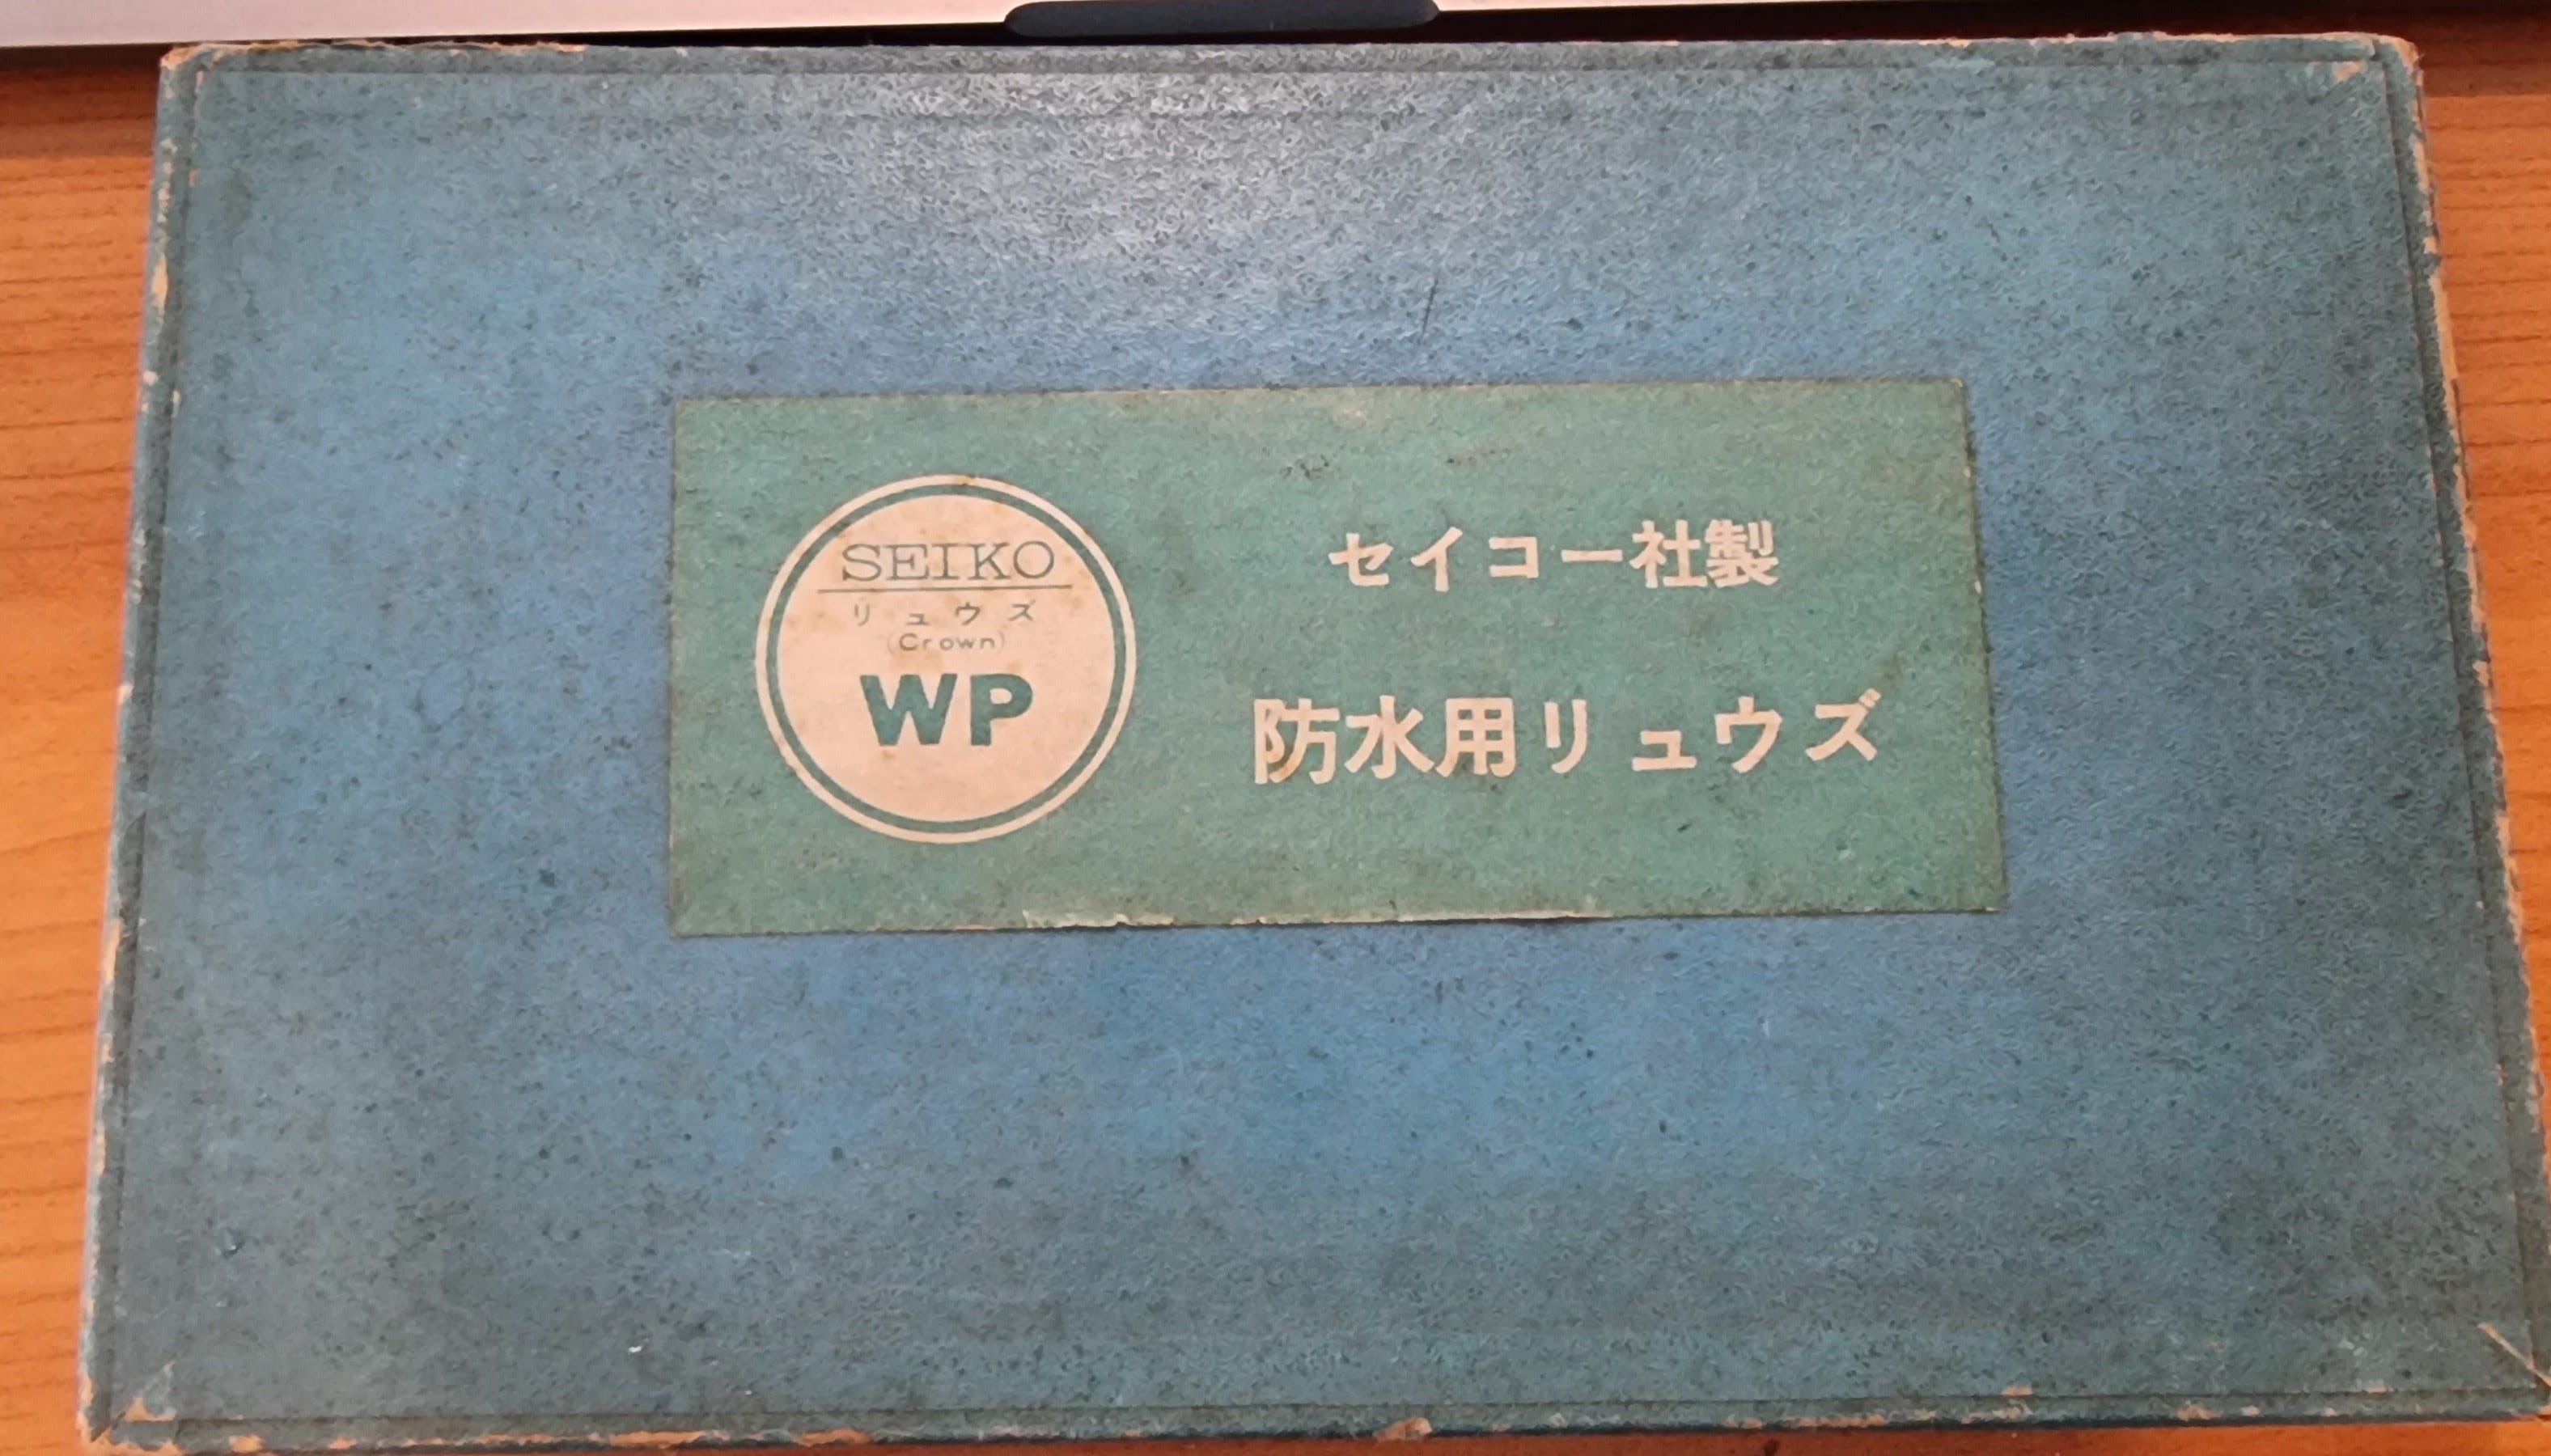 SEIKO
リュウズ
(Crown)
WP
セイコー社製
防水用リュウズ